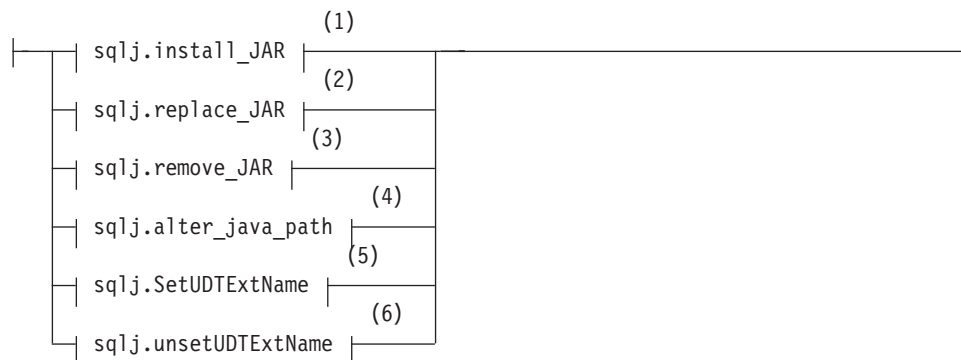 (1)
sqlj.install_JAR
(2)
sqlj.replace_JAR
(3)
sqlj.remove_JAR
(4)
sqlj.alter_java_path
(5)
sqlj.SetUDTExtName
(6)
sqlj.unsetUDTExtName